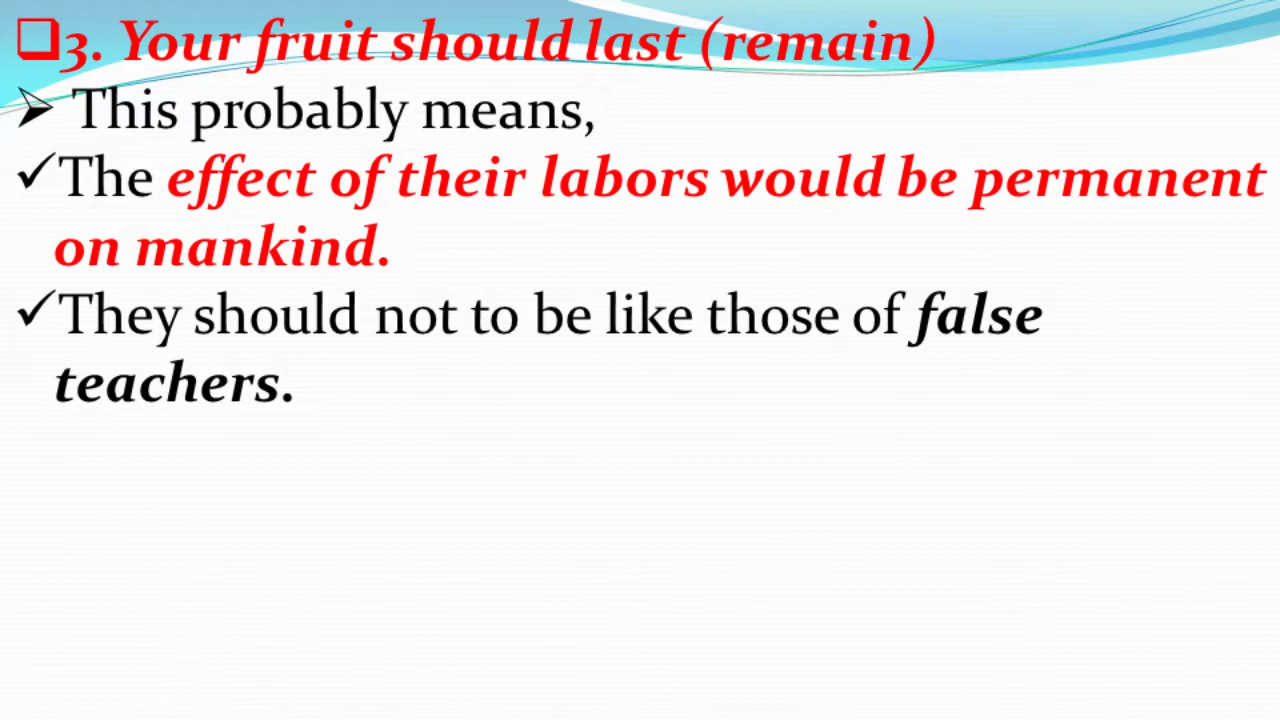 ❑3. Your fruit should last (remain)
➢ This probably means,
✓The effect of their labors would be permanent
on mankind.
✓They should not to be like those of false
teachers.